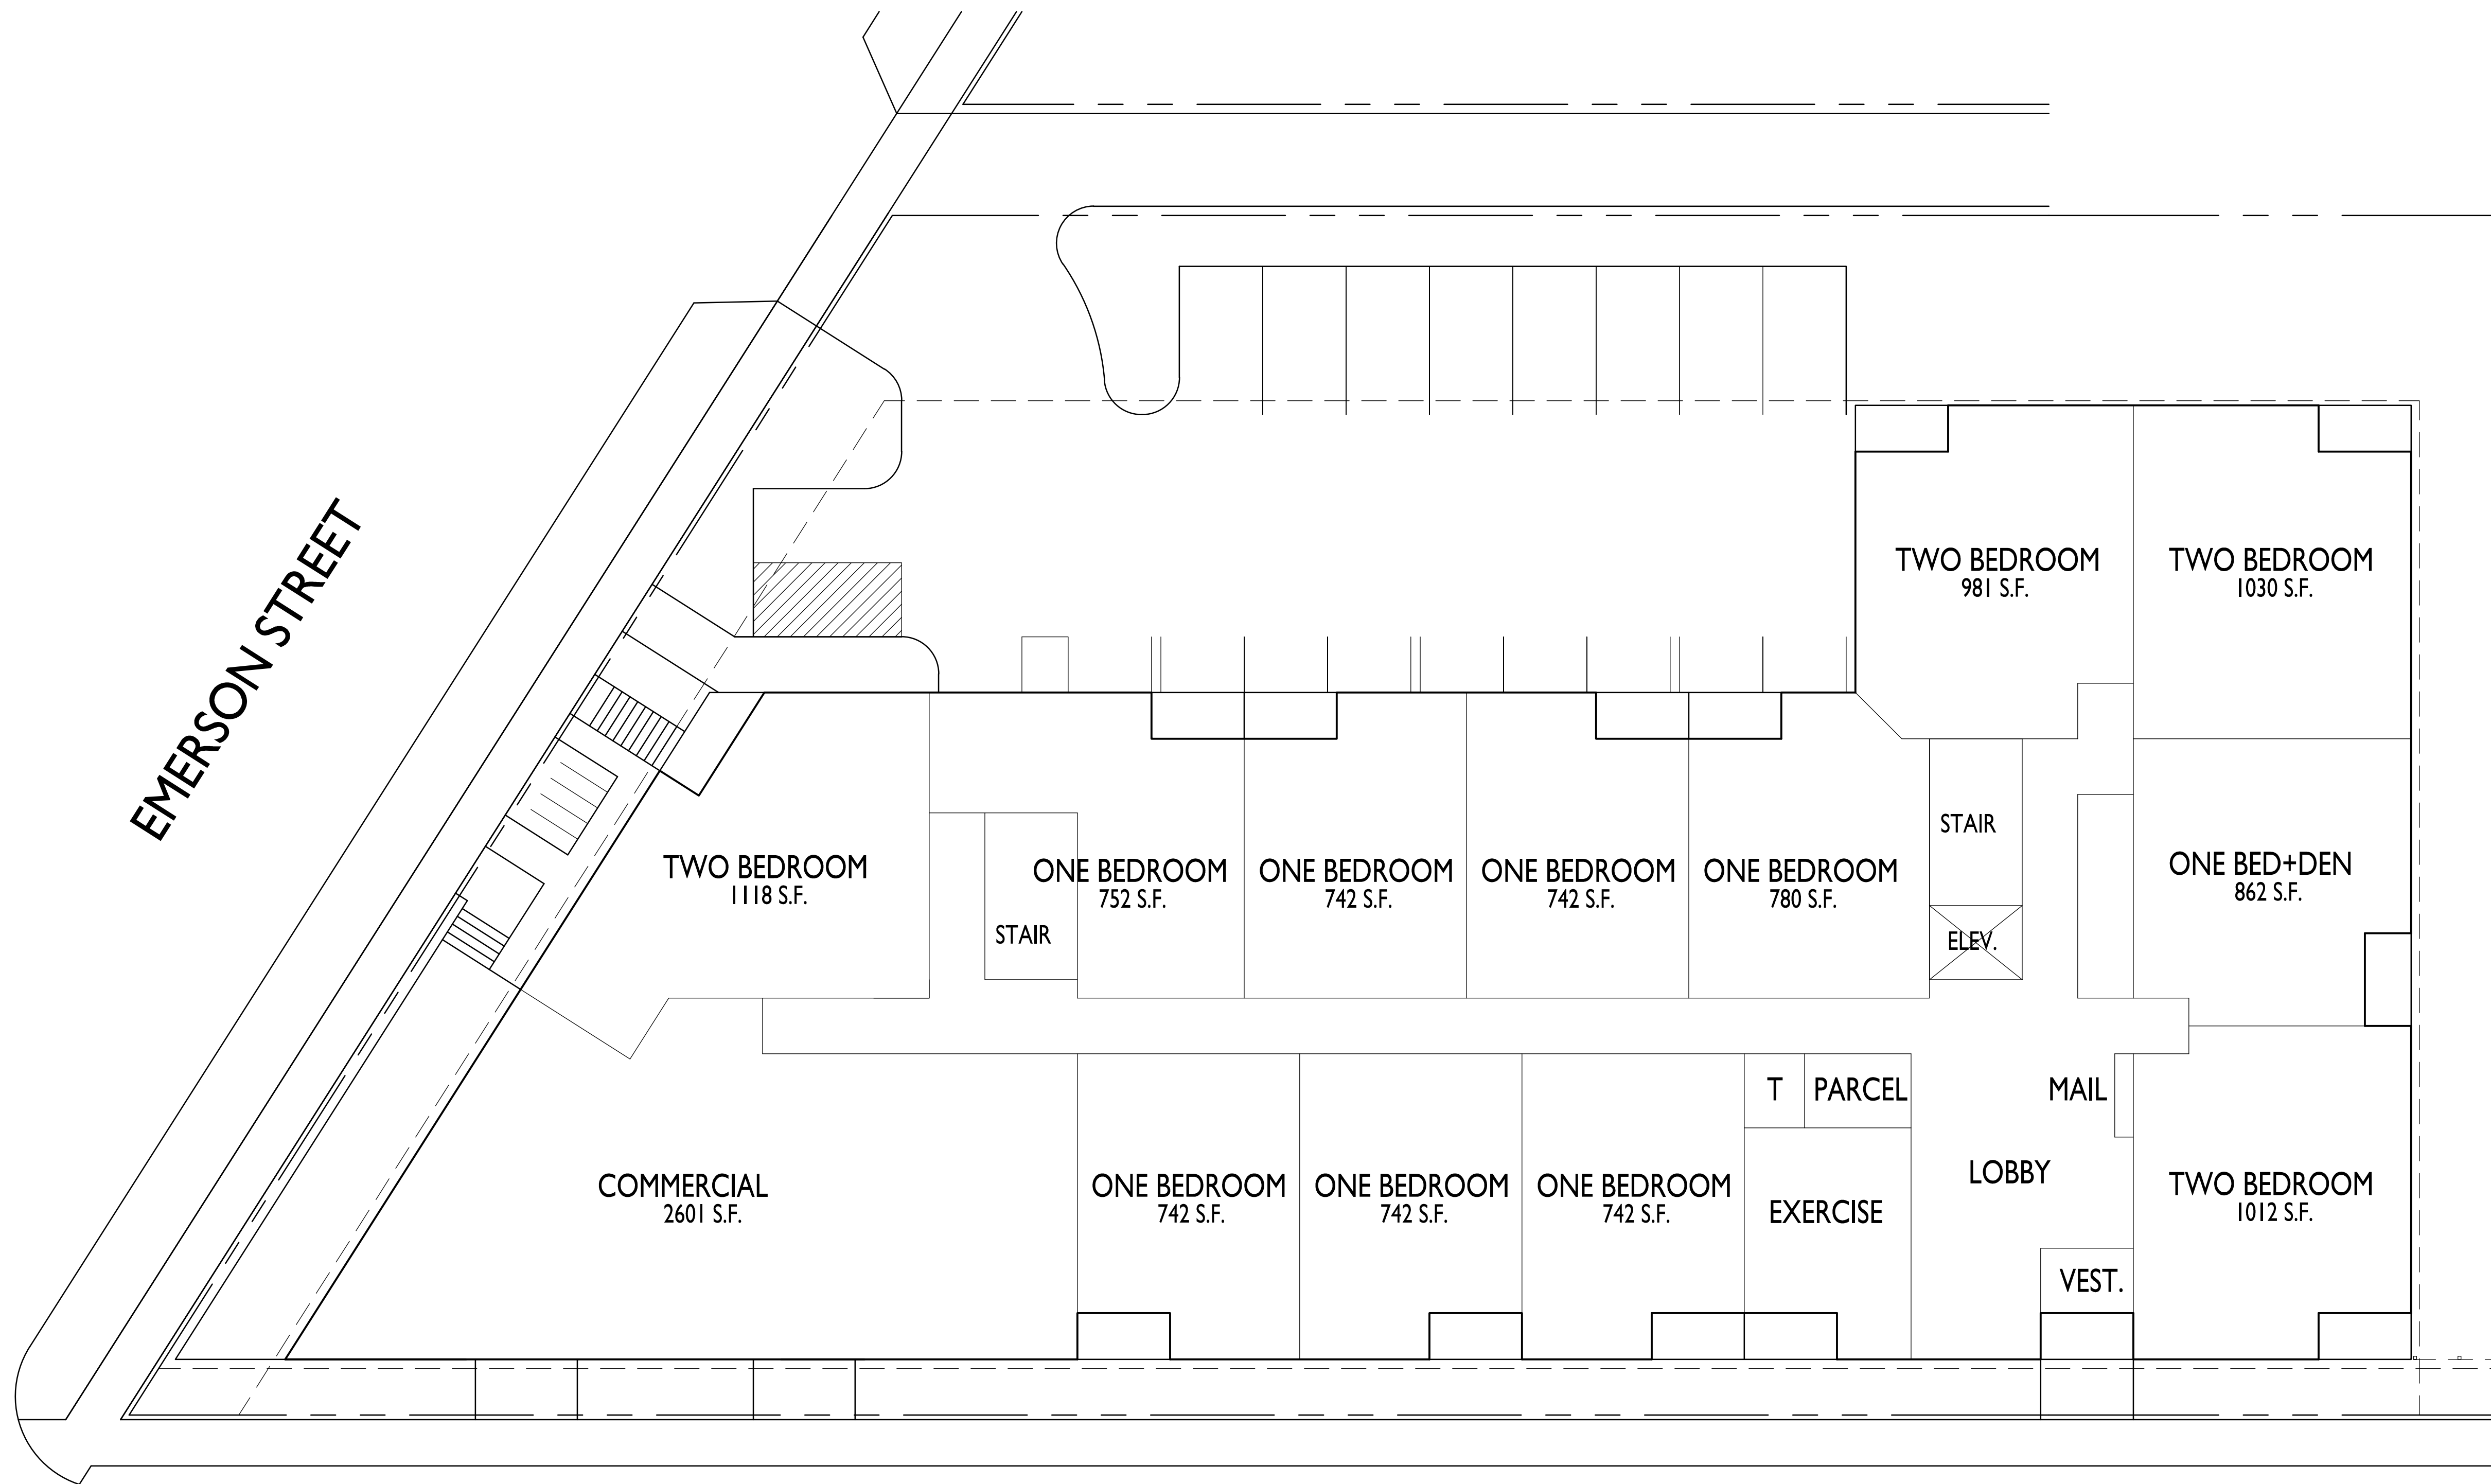 EMERSON STREET
TWO BEDROOM
981 S.F.
TWO BEDROOM
1030 S.F.
TWO BEDROOM
1118 S.F.
STAIR
ONE BEDROOM
752 S.F.
ONE BEDROOM
742 S.F.
ONE BEDROOM
742 S.F.
ONE BEDROOM
780 S.F.
STAIR
ELEV.
ONE BED+DEN
862 S.F.
COMMERCIAL
2601 S.F.
ONE BEDROOM
742 S.F.
ONE BEDROOM
742 S.F.
ONE BEDROOM
742 S.F.
T
PARCEL
EXERCISE
MAIL
LOBBY
VEST.
TWO BEDROOM
1012 S.F.